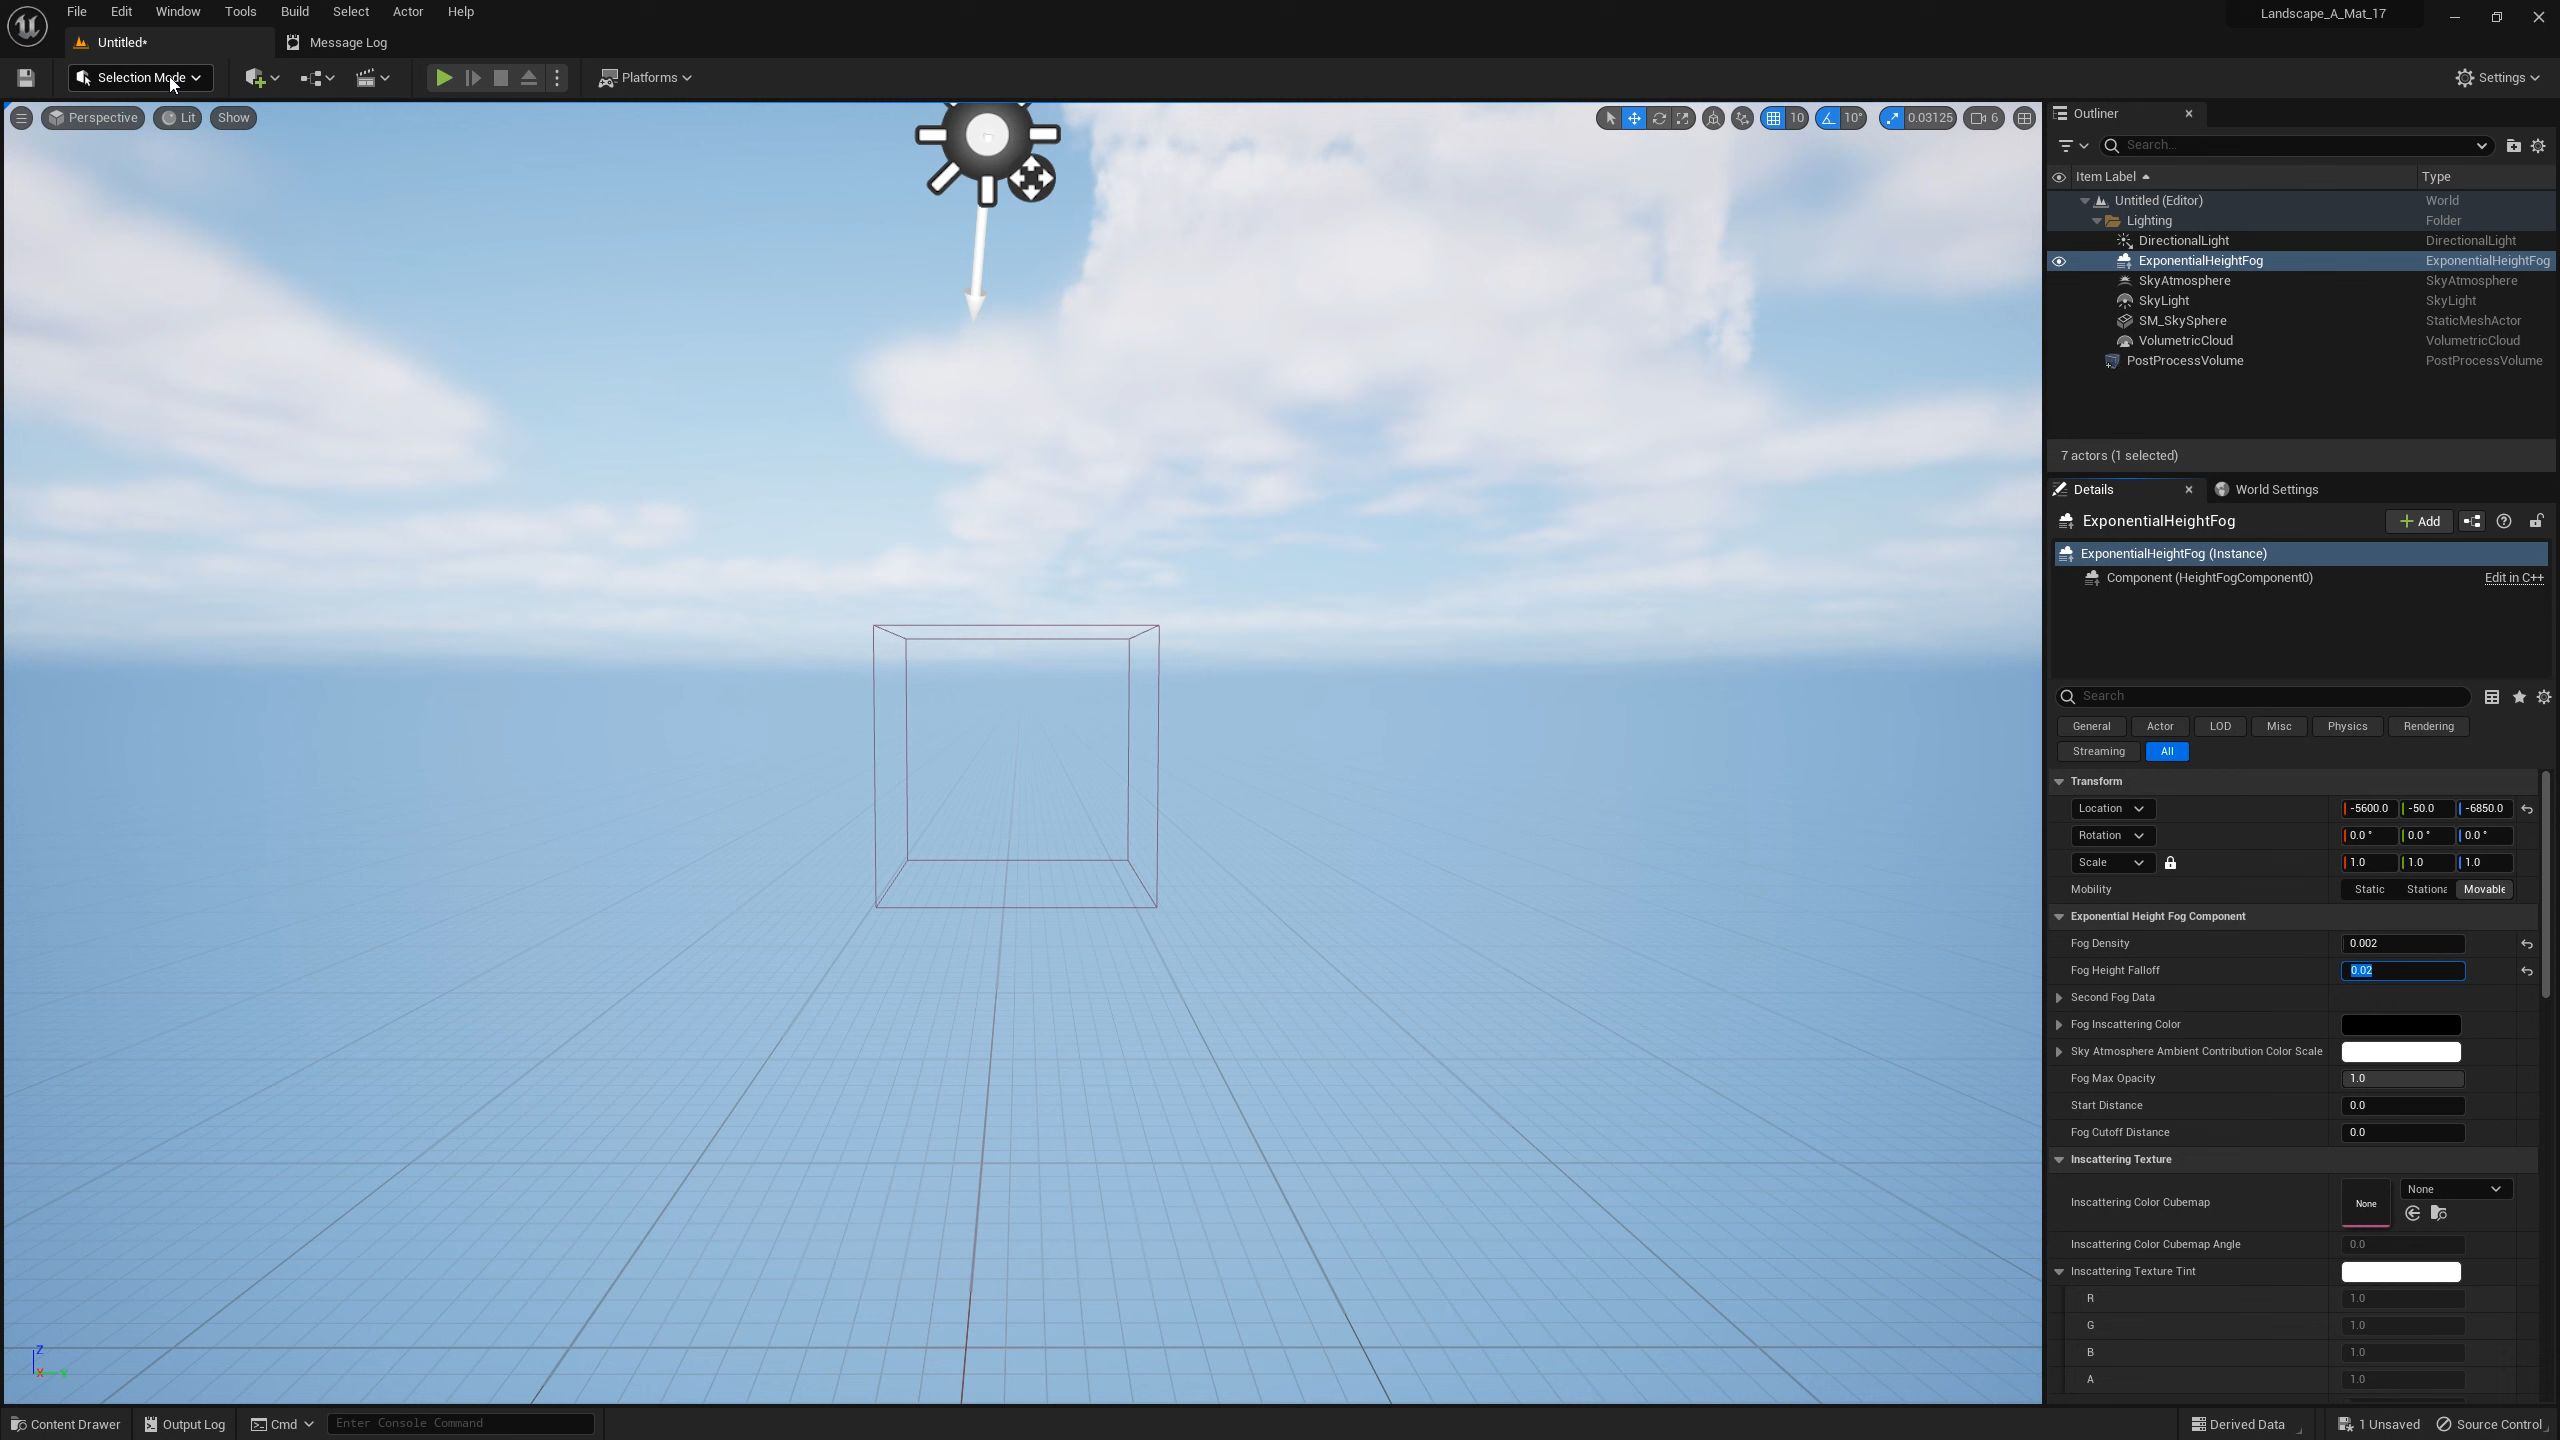 File Edit Window Tools Build Select Actor Help
Landscape_A_Mat_17
Untitled*
Message Log
Selection Mode
Platforms
Settings
Perspective
Lit
Show
10
10°
0.03125
6
Outliner
Search...
Item Label
Type
Untitled (Editor) World
Lighting Folder
DirectionalLight DirectionalLight
ExponentialHeightFog ExponentialHeightFog
SkyAtmosphere SkyAtmosphere
SkyLight SkyLight
SM_SkySphere StaticMeshActor
VolumetricCloud VolumetricCloud
PostProcessVolume PostProcessVolume
7 actors (1 selected)
Details
World Settings
ExponentialHeightFog
Add
ExponentialHeightFog (Instance)
Component (HeightFogComponent0) Edit in C++
Search
General Actor LOD Misc Physics Rendering
Streaming All
Transform
Location -5600.0 -50.0 -6850.0
Rotation 0.0 ° 0.0 ° 0.0 °
Scale 1.0 1.0 1.0
Mobility Static Stationa Movable
Exponential Height Fog Component
Fog Density 0.002
Fog Height Falloff 0.02
Second Fog Data
Fog Inscattering Color
Sky Atmosphere Ambient Contribution Color Scale
Fog Max Opacity 1.0
Start Distance 0.0
Fog Cutoff Distance 0.0
Inscattering Texture
Inscattering Color Cubemap None None
Inscattering Color Cubemap Angle 0.0
Inscattering Texture Tint
R 1.0
G 1.0
B 1.0
A 1.0
Z
X Y
Content Drawer
Output Log
Cmd
Enter Console Command
Derived Data
1 Unsaved
Source Control